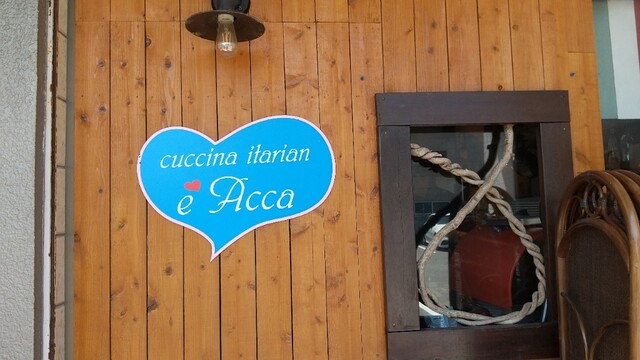 cuccina itarian
è Acca